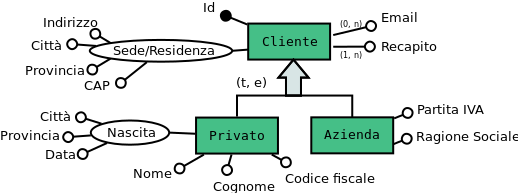 Id
Indirizzo
(0, n)
Email
Città
Sede/Residenza
Cliente
Provincia
(1, n)
Recapito
CAP
(t, e)
Città
Partita IVA
Provincia
Nascita
Privato
Azienda
Ragione Sociale
Data
Nome
Cognome
Codice fiscale